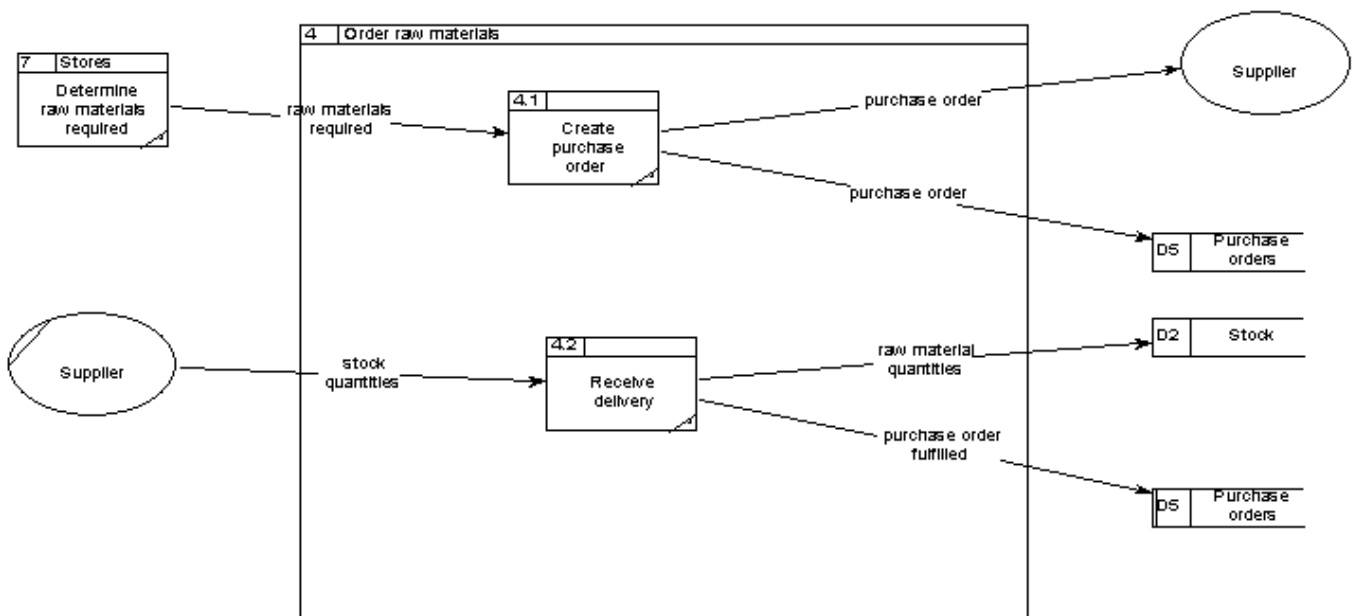 4 Order raw materials
7 Stores
Determine
raw materials
required
raw materials
required
4.1
Create
purchase
order
purchase order
Supplier
purchase order
D5 Purchase
orders
Supplier
stock
quantities
4.2
Receive
delivery
raw material
quantities
D2 Stock
purchase order
fulfilled
D5 Purchase
orders